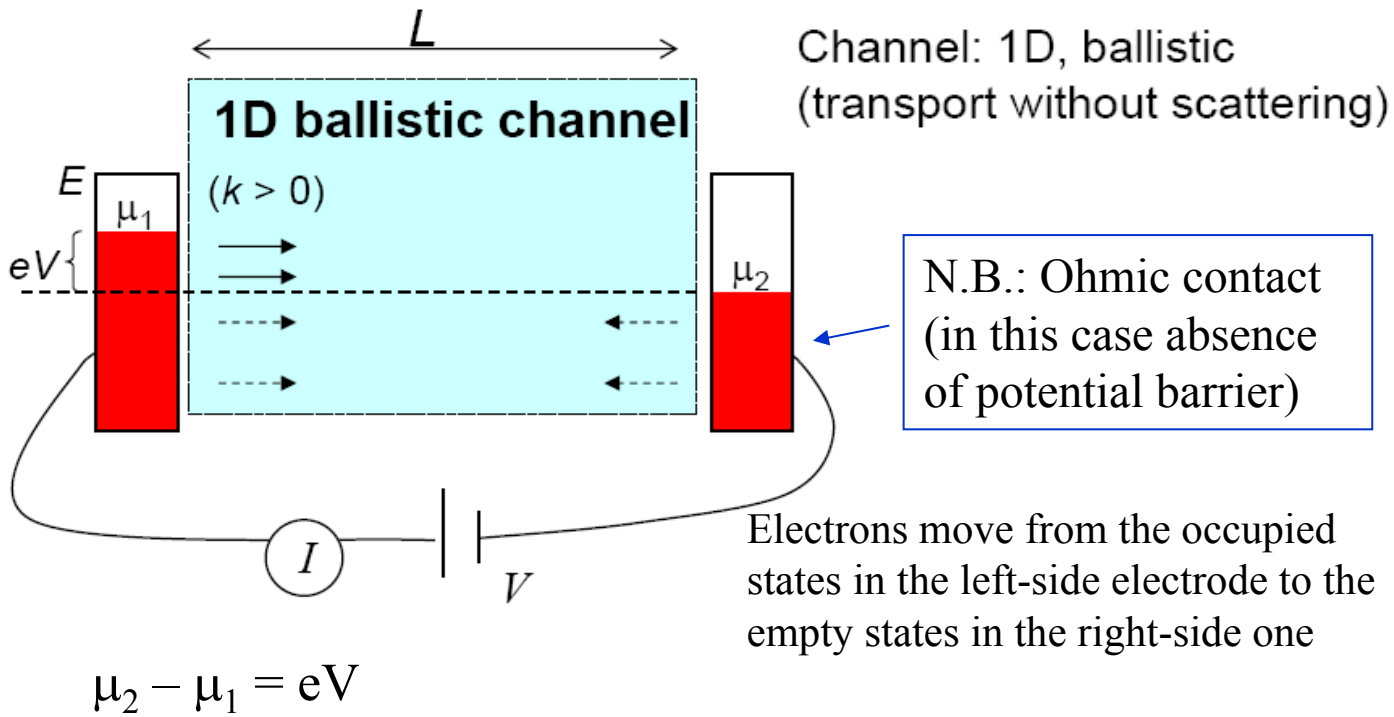 L
Channel: 1D, ballistic
(transport without scattering)
1D ballistic channel
E
(k > 0)
μ₁
eV
μ₂
N.B.: Ohmic contact
(in this case absence
of potential barrier)
I
V
Electrons move from the occupied
states in the left-side electrode to the
empty states in the right-side one
μ₂ – μ₁ = eV